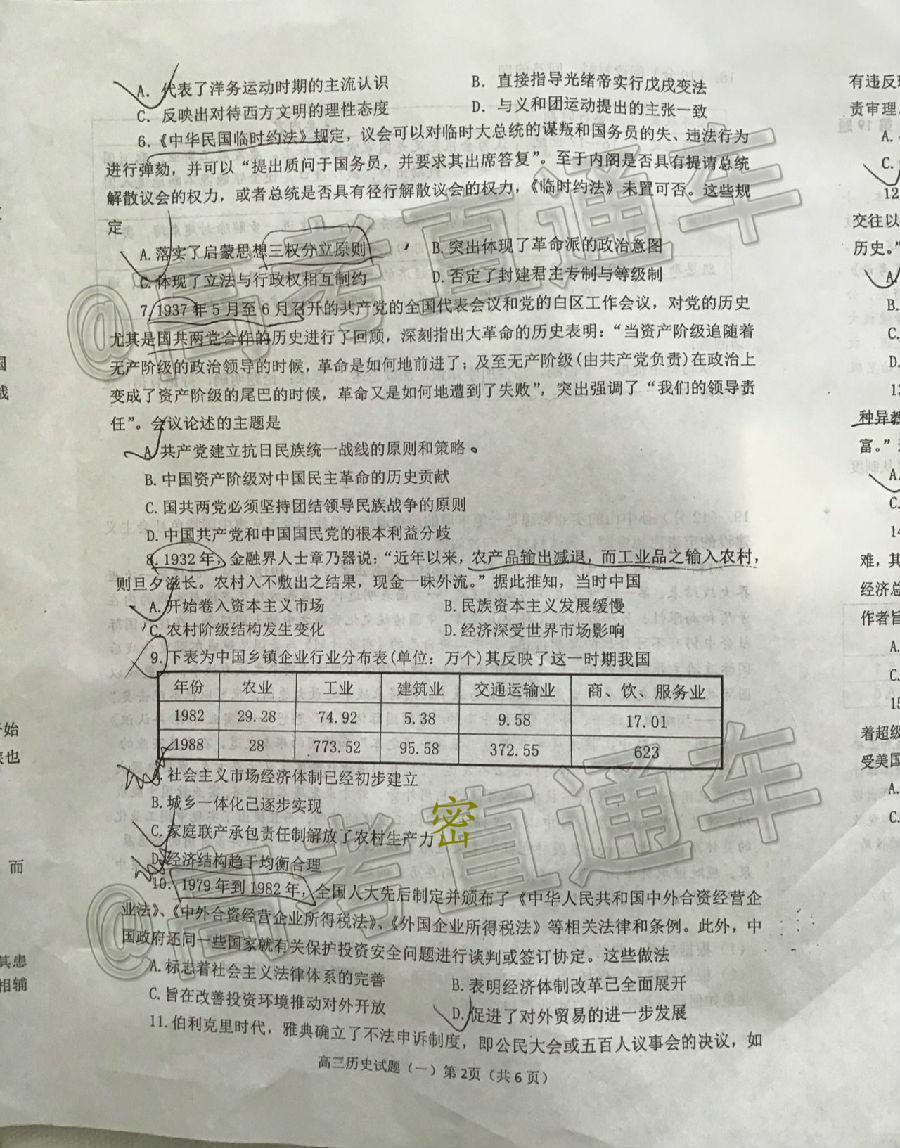 A. 代表了洋务运动时期的主流认识 B. 直接指导光绪帝实行戊戌变法
C. 反映出对待西方文明的理性态度 D. 与义和团运动提出的主张一致
6.《中华民国临时约法》规定，议会可以对临时大总统的谋叛和国务员的失、违法行为
进行弹劾，并可以“提出质问于国务员，并要求其出席答复”。至于内阁是否具有提请总统
解散议会的权力，或者总统是否具有径行解散议会的权力，《临时约法》未置可否。这些规
定
A. 落实了启蒙思想三权分立原则 B. 突出体现了革命派的政治意图
C. 体现了立法与行政权相互制约 D. 否定了封建君主专制与等级制
7. 1937年5月至6月召开的共产党的全国代表会议和党的白区工作会议，对党的历史
尤其是国共两党合作的历史进行了回顾，深刻指出大革命的历史表明：“当资产阶级追随着
无产阶级的政治领导的时候，革命是如何地前进了；及至无产阶级(由共产党负责)在政治上
变成了资产阶级的尾巴的时候，革命又是如何地遭到了失败”，突出强调了“我们的领导责
任”。会议论述的主题是
A. 共产党建立抗日民族统一战线的原则和策略。
B. 中国资产阶级对中国民主革命的历史贡献
C. 国共两党必须坚持团结领导民族战争的原则
D. 中国共产党和中国国民党的根本利益分歧
8. 1932年，金融界人士章乃器说：“近年以来，农产品输出减退，而工业品之输入农村，
则旦夕滋长。农村入不敷出之结果，现金一味外流。”据此推知，当时中国
A. 开始卷入资本主义市场 B. 民族资本主义发展缓慢
C. 农村阶级结构发生变化 D. 经济深受世界市场影响
9. 下表为中国乡镇企业行业分布表(单位：万个)其反映了这一时期我国
年份 农业 工业 建筑业 交通运输业 商、饮、服务业
1982 29.28 74.92 5.38 9.58 17.01
1988 28 773.52 95.58 372.55 623
A. 社会主义市场经济体制已经初步建立
B. 城乡一体化已逐步实现
C. 家庭联产承包责任制解放了农村生产力
密
D. 经济结构趋于均衡合理
10. 1979年到1982年，全国人大先后制定并颁布了《中华人民共和国中外合资经营企
业法》、《中外合资经营企业所得税法》、《外国企业所得税法》等相关法律和条例。此外，中
国政府还同一些国家就有关保护投资安全问题进行谈判或签订协定。这些做法
A. 标志着社会主义法律体系的完善 B. 表明经济体制改革已全面展开
C. 旨在改善投资环境推动对外开放 D. 促进了对外贸易的进一步发展
11. 伯利克里时代，雅典确立了不法申诉制度，即公民大会或五百人议事会的决议，如
高三历史试题（一）第2页（共6页）
@高考直通车
@高考直通车
有违反
责审理
A.
C.
12
交往以
历史。”
A.
B.
C.
D.
13
种异教
富。”
A.
C.
14
难，其
经济总
作者旨
A.
C.
15
着超级
受美国
A.
C.
始
来也
而
其患
相辅